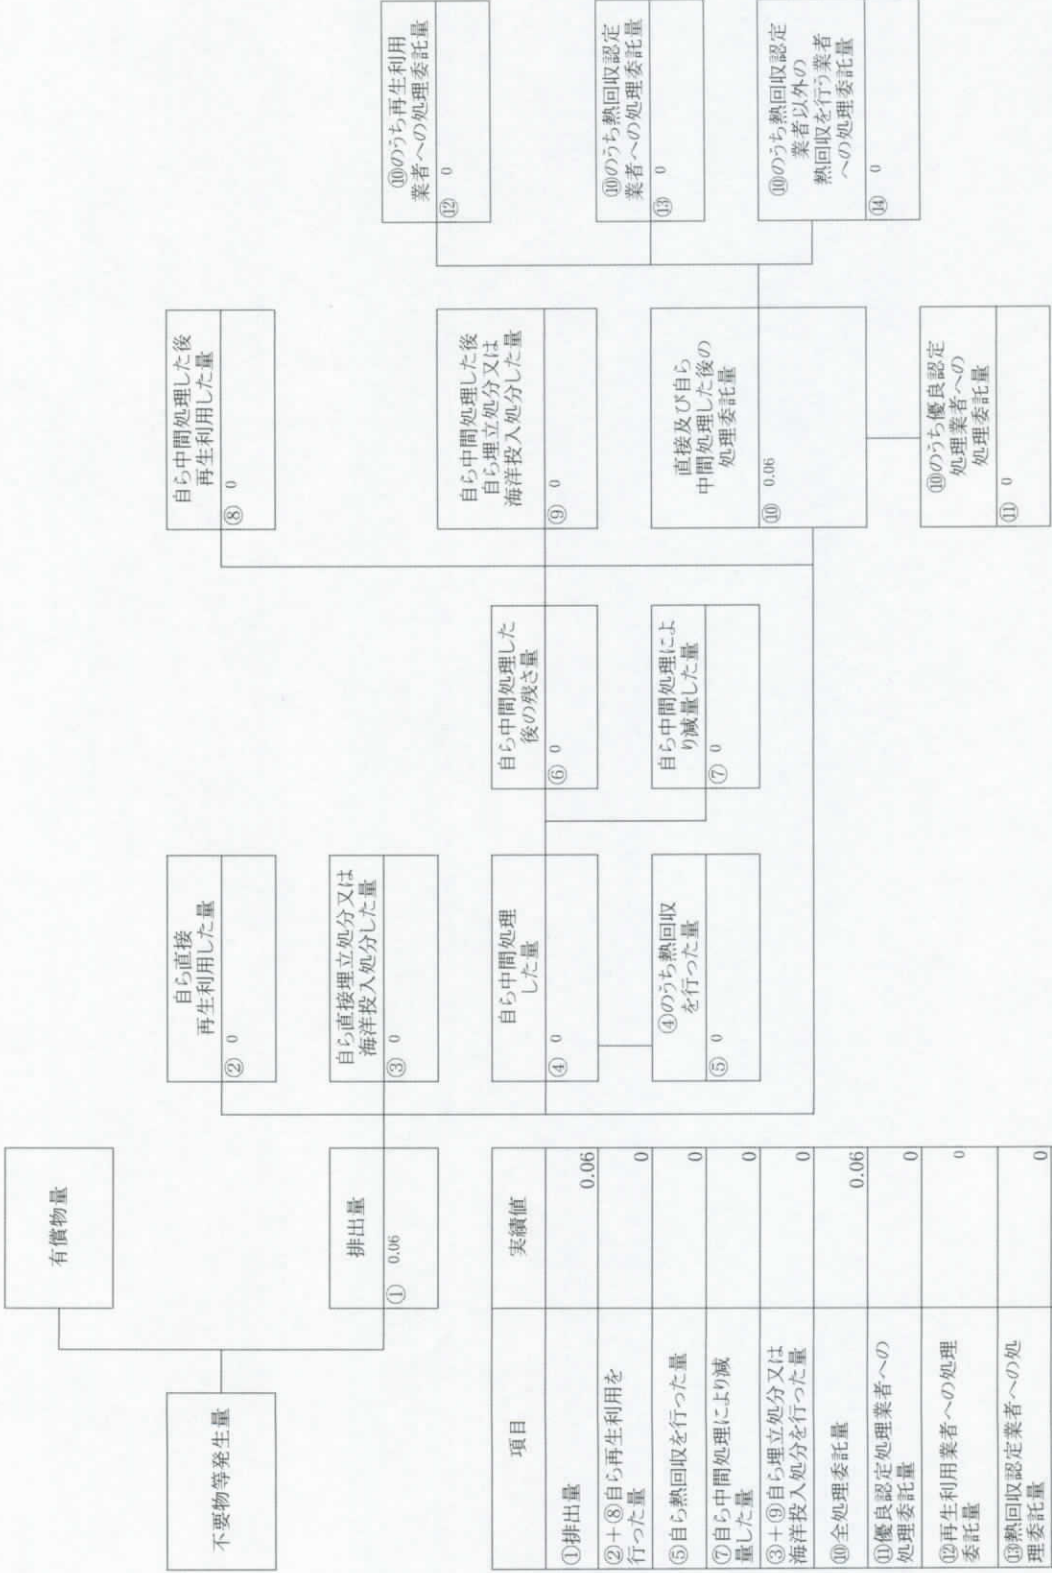 有償物量
不要物等発生量
排出量
① 0.06
自ら直接
再生利用した量
② 0
自ら直接埋立処分又は
海洋投入処分した量
③ 0
自ら中間処理
した量
④ 0
④のうち熱回収
を行った量
⑤ 0
自ら中間処理した
後の残さ量
⑥ 0
自ら中間処理によ
り減量した量
⑦ 0
自ら中間処理した後
再生利用した量
⑧ 0
自ら中間処理した後
自ら埋立処分又は
海洋投入処分した量
⑨ 0
直接及び自ら
中間処理した後の
処理委託量
⑩ 0.06
⑩のうち優良認定
処理業者への
処理委託量
⑪ 0
⑩のうち再生利用
業者への処理委託量
⑫ 0
⑩のうち熱回収認定
業者への処理委託量
⑬ 0
⑩のうち熱回収認定
業者以外の
熱回収を行う業者
への処理委託量
⑭ 0
項目 実績値
①排出量 0.06
②+⑧自ら再生利用を
行った量 0
⑤自ら熱回収を行った量 0
⑦自ら中間処理により減
量した量 0
③+⑨自ら埋立処分又は
海洋投入処分を行った量 0
⑩全処理委託量 0.06
⑪優良認定処理業者への
処理委託量 0
⑫再生利用業者への処理
委託量 0
⑬熱回収認定業者への処
理委託量 0